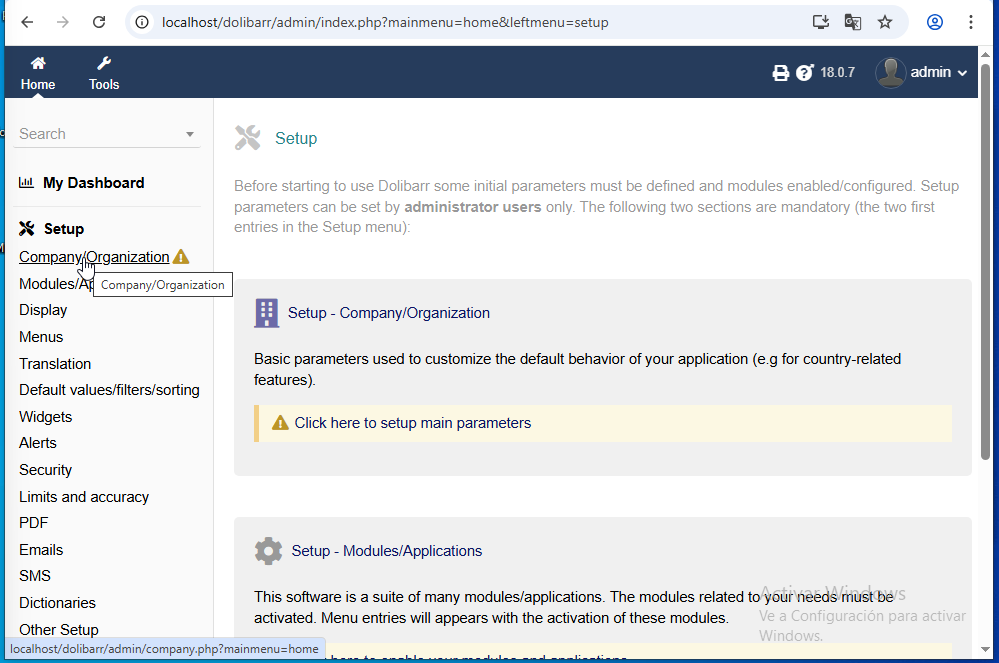 localhost/dolibarr/admin/index.php?mainmenu=home&leftmenu=setup
Home
Tools
18.0.7
admin
Search
My Dashboard
Setup
Company/Organization
Company/Organization
Display
Menus
Translation
Default values/filters/sorting
Widgets
Alerts
Security
Limits and accuracy
PDF
Emails
SMS
Dictionaries
Other Setup
localhost/dolibarr/admin/company.php?mainmenu=home
Setup
Before starting to use Dolibarr some initial parameters must be defined and modules enabled/configured. Setup
parameters can be set by administrator users only. The following two sections are mandatory (the two first
entries in the Setup menu):
Setup - Company/Organization
Basic parameters used to customize the default behavior of your application (e.g for country-related
features).
Click here to setup main parameters
Setup - Modules/Applications
This software is a suite of many modules/applications. The modules related to your needs must be
activated. Menu entries will appears with the activation of these modules.
here to enable your modules and applications
Activar Windows
Ve a Configuración para activar
Windows.